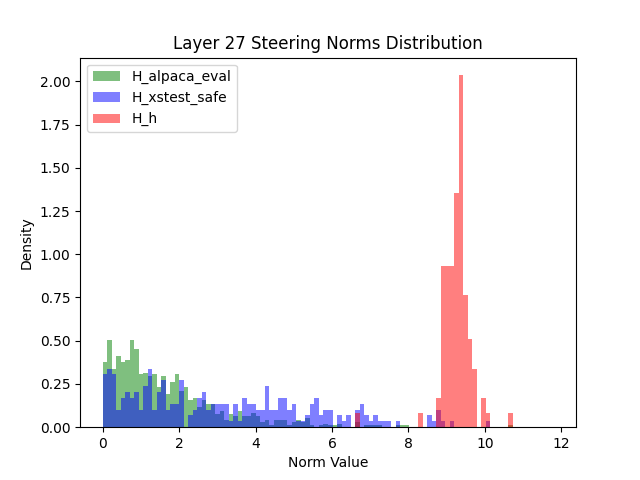 Layer 27 Steering Norms Distribution
H_alpaca_eval
H_xstest_safe
H_h
Density
2.00
1.75
1.50
1.25
1.00
0.75
0.50
0.25
0.00
0 2 4 6 8 10 12
Norm Value